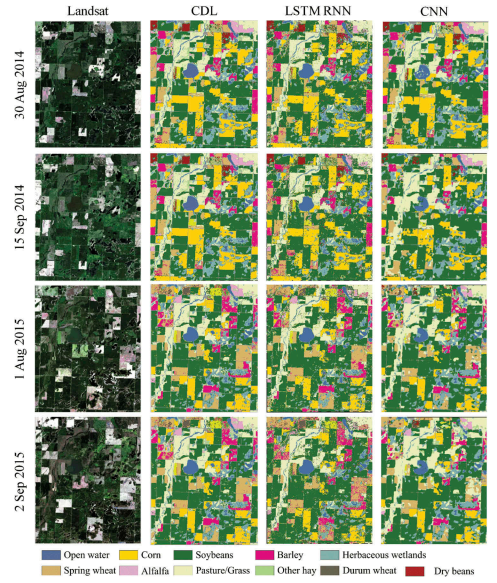 Landsat CDL LSTM RNN CNN
30 Aug 2014
15 Sep 2014
1 Aug 2015
2 Sep 2015
Open water Corn Soybeans Barley Herbaceous wetlands
Spring wheat Alfalfa Pasture/Grass Other hay Durum wheat Dry beans